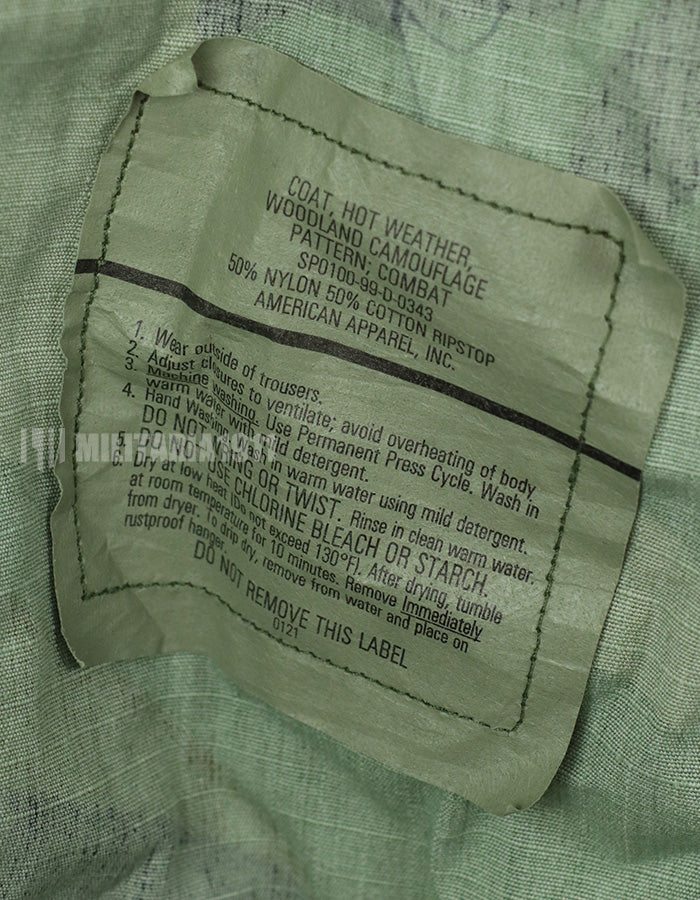 COAT, HOT WEATHER,
WOODLAND CAMOUFLAGE
PATTERN; COMBAT
SPO100-99-D-0343
50% NYLON 50% COTTON RIPSTOP
AMERICAN APPAREL, INC.
1. Wear outside of trousers.
2. Adjust closures to ventilate; avoid overheating of body.
3. Machine washing. Use Permanent Press Cycle. Wash in
warm water with mild detergent.
4. Hand Washing. Wash in warm water using mild detergent.
DO NOT WRING OR TWIST. Rinse in clean warm water.
5. DO NOT USE CHLORINE BLEACH OR STARCH.
6. Dry at low heat (Do not exceed 130°F). After drying, tumble
at room temperature for 10 minutes. Remove Immediately
from dryer. To drip dry, remove from water and place on
rustproof hanger.
DO NOT REMOVE THIS LABEL
0121